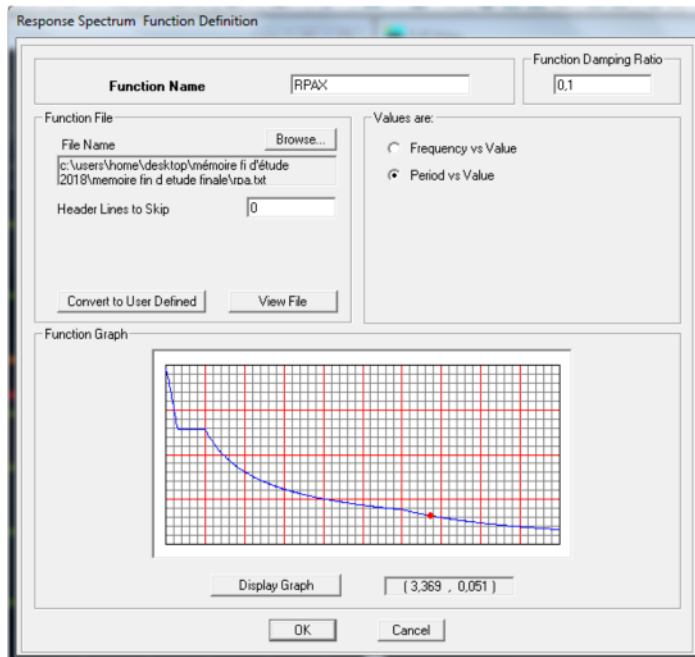 Response Spectrum Function Definition
Function Damping Ratio
Function Name
RPAX
0,1
Function File
Values are:
File Name
Browse...
Frequency vs Value
c:\users\home\desktop\mémoire fi d'étude
2018\memoire fin d etude finale\rpa.txt
Period vs Value
Header Lines to Skip
0
Convert to User Defined
View File
Function Graph
Display Graph
( 3,369 , 0,051 )
OK
Cancel